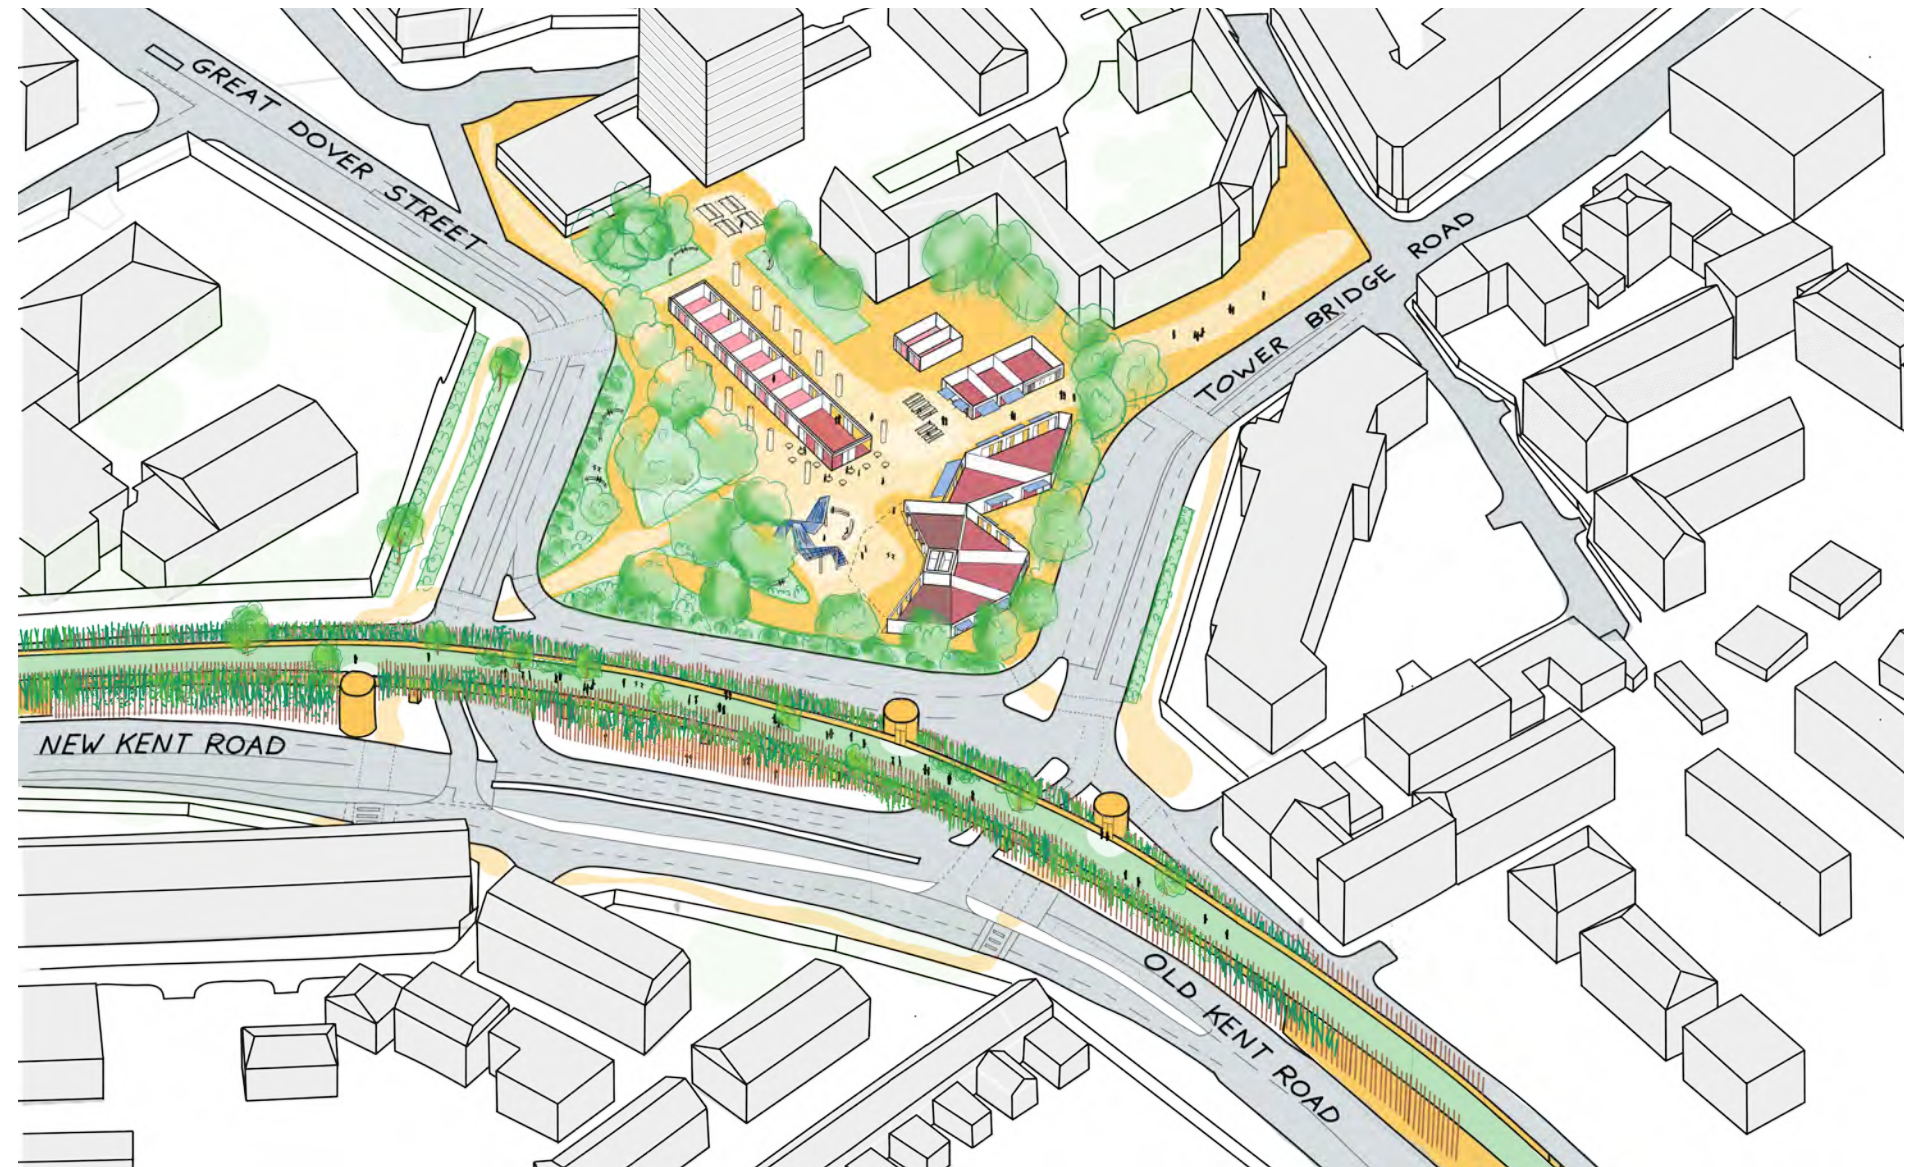 GREAT DOVER STREET
TOWER BRIDGE ROAD
NEW KENT ROAD
OLD KENT ROAD